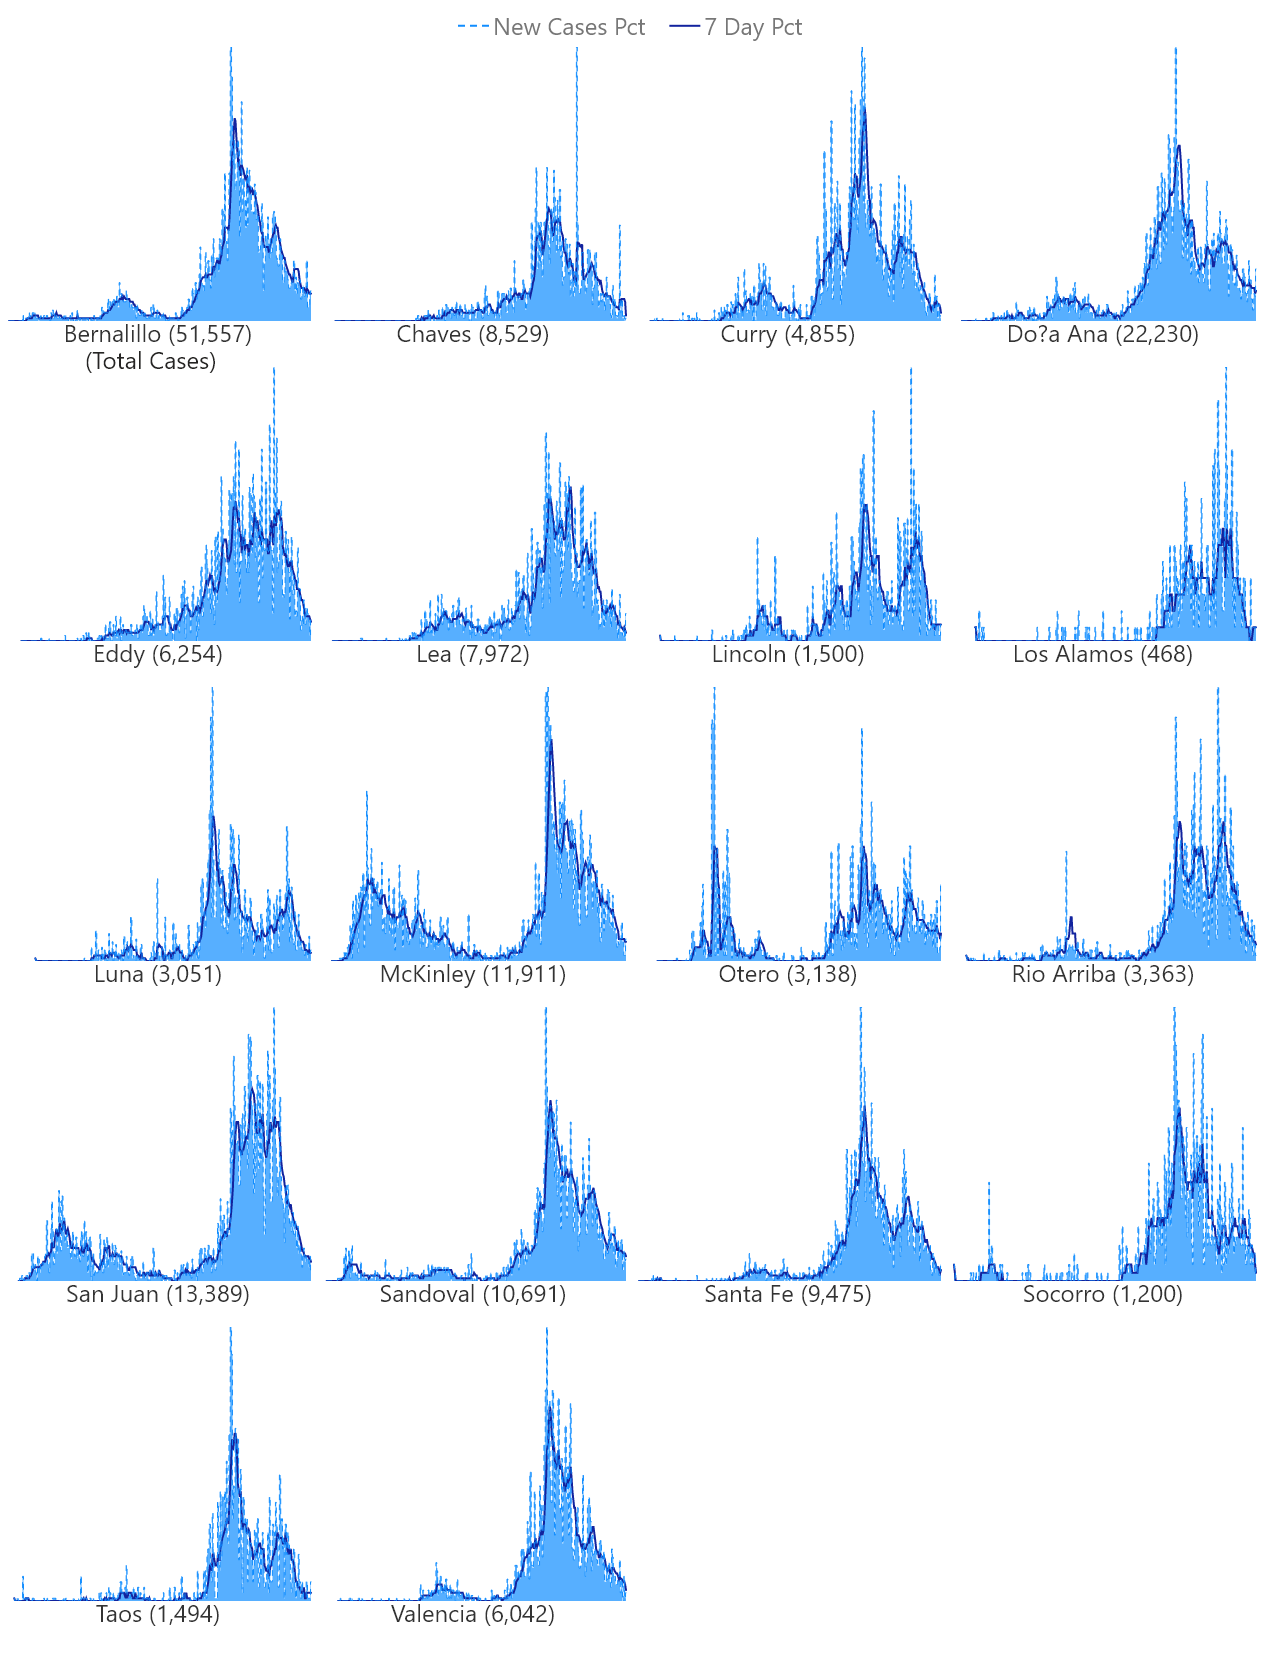 New Cases Pct 7 Day Pct
Bernalillo (51,557)
(Total Cases)
Chaves (8,529)
Curry (4,855)
Do?a Ana (22,230)
Eddy (6,254)
Lea (7,972)
Lincoln (1,500)
Los Alamos (468)
Luna (3,051)
McKinley (11,911)
Otero (3,138)
Rio Arriba (3,363)
San Juan (13,389)
Sandoval (10,691)
Santa Fe (9,475)
Socorro (1,200)
Taos (1,494)
Valencia (6,042)